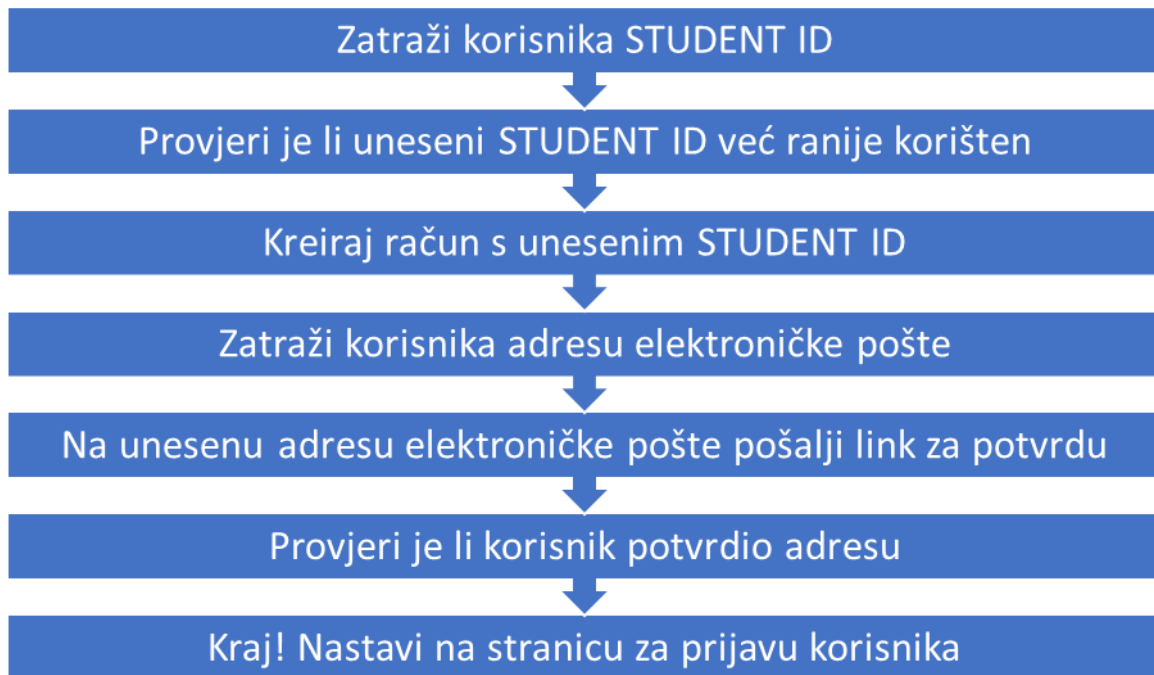 Zatraži korisnika STUDENT ID
Provjeri je li uneseni STUDENT ID već ranije korišten
Kreiraj račun s unesenim STUDENT ID
Zatraži korisnika adresu elektroničke pošte
Na unesenu adresu elektroničke pošte pošalji link za potvrdu
Provjeri je li korisnik potvrdio adresu
Kraj! Nastavi na stranicu za prijavu korisnika